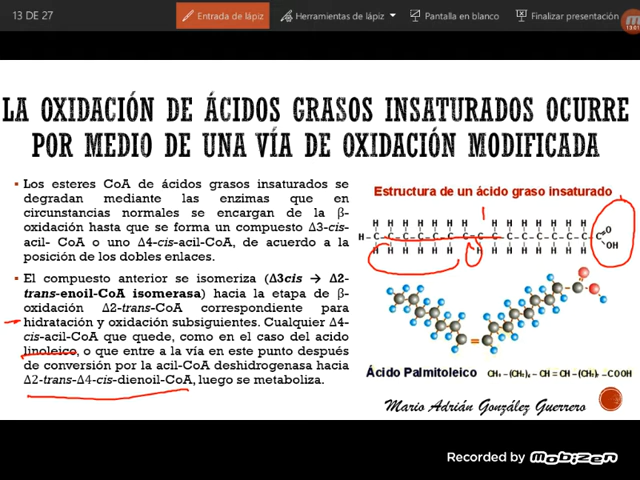 13 DE 27
Entrada de lápiz
Herramientas de lápiz
Pantalla en blanco
Finalizar presentación
LA OXIDACIÓN DE ÁCIDOS GRASOS INSATURADOS OCURRE
POR MEDIO DE UNA VÍA DE OXIDACIÓN MODIFICADA
▪ Los esteres CoA de ácidos grasos insaturados se
degradan mediante las enzimas que en
circunstancias normales se encargan de la β-
oxidación hasta que se forma un compuesto Δ3-cis-
acil- CoA o uno Δ4-cis-acil-CoA, de acuerdo a la
posición de los dobles enlaces.
▪ El compuesto anterior se isomeriza (Δ3cis → Δ2-
trans-enoil-CoA isomerasa) hacia la etapa de β-
oxidación Δ2-trans-CoA correspondiente para
hidratación y oxidación subsiguientes. Cualquier Δ4-
cis-acil-CoA que quede, como en el caso del acido
linoleico, o que entre a la vía en este punto después
de conversión por la acil-CoA deshidrogenasa hacia
Δ2-trans-Δ4-cis-dienoil-CoA, luego se metaboliza.
Estructura de un ácido graso insaturado
Ácido Palmitoleico
Mario Adrián González Guerrero
Recorded by
MOBIZEN